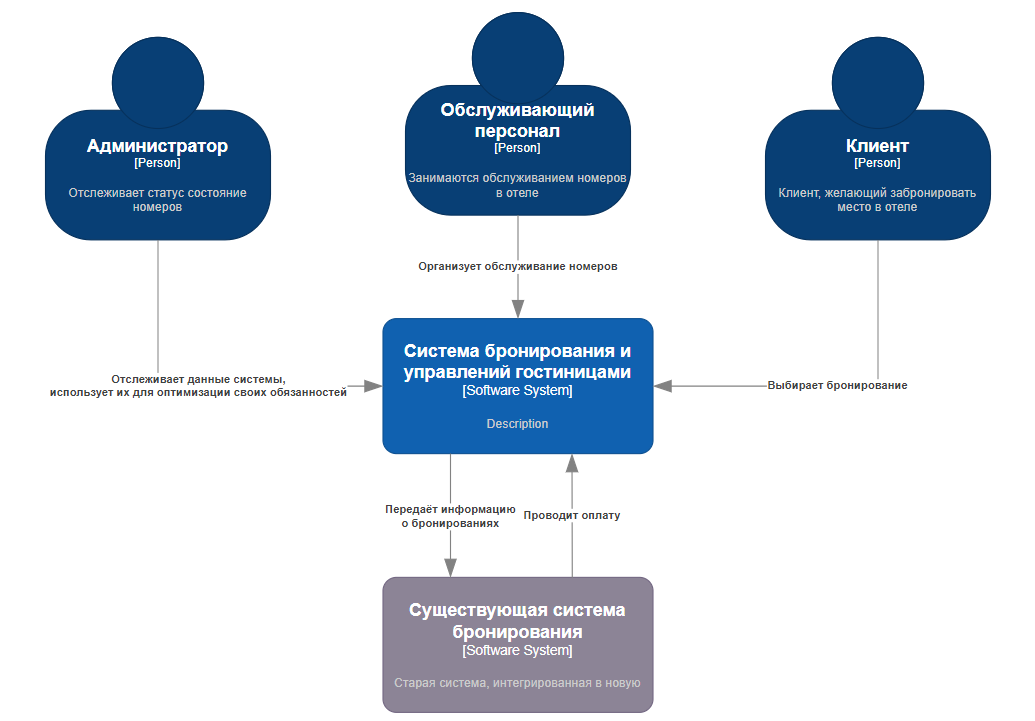 Администратор
[Person]
Отслеживает статус состояние
номеров
Обслуживающий
персонал
[Person]
Занимаются обслуживанием номеров
в отеле
Клиент
[Person]
Клиент, желающий забронировать
место в отеле
Организует обслуживание номеров
Отслеживает данные системы,
использует их для оптимизации своих обязанностей
Система бронирования и
управлений гостиницами
[Software System]
Description
Выбирает бронирование
Передаёт информацию
о бронированиях
Проводит оплату
Существующая система
бронирования
[Software System]
Старая система, интегрированная в новую